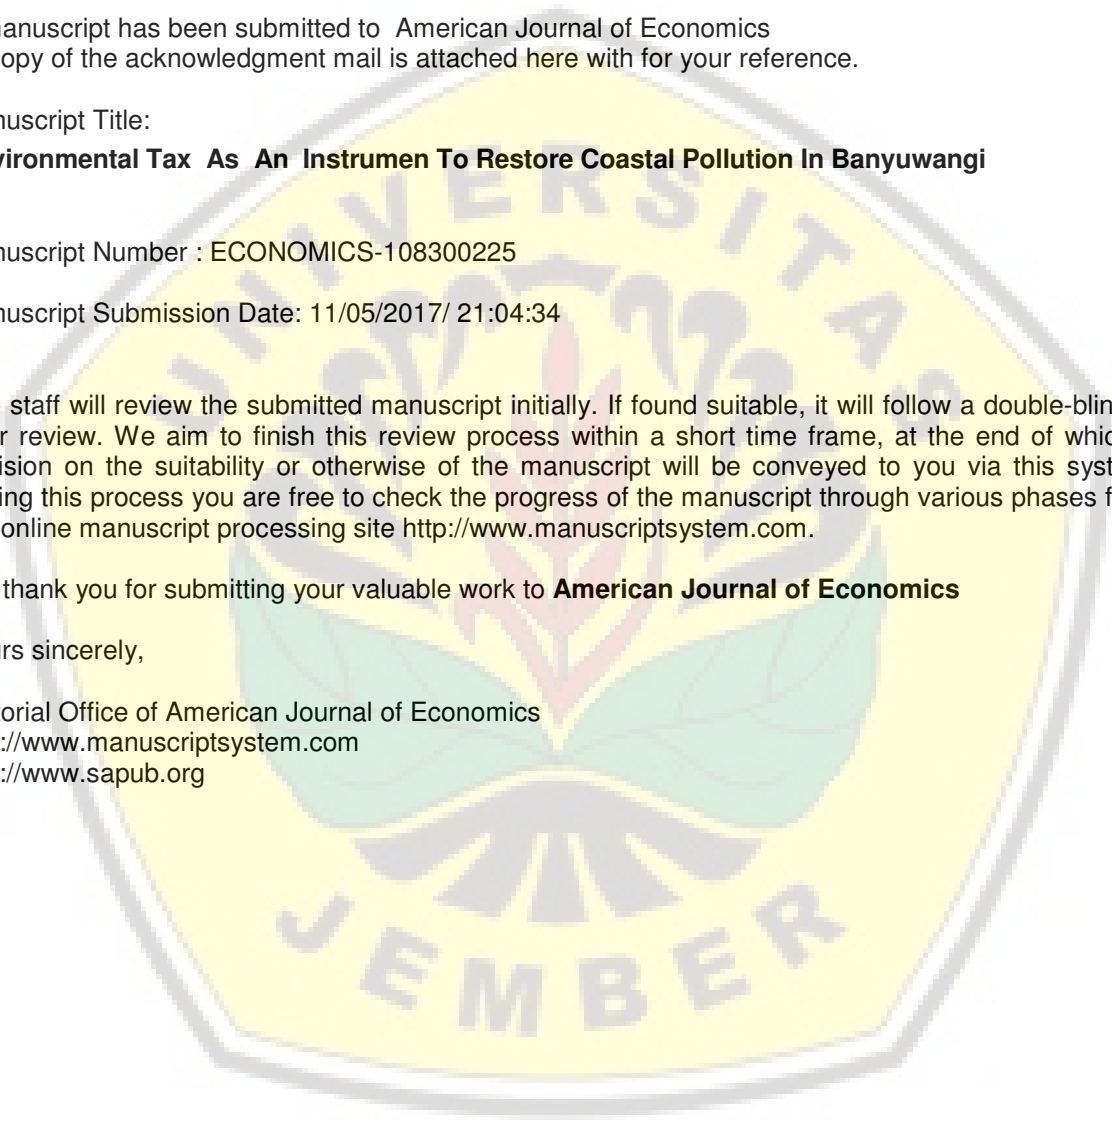 anuscript has been submitted to American Journal of Economics
opy of the acknowledgment mail is attached here with for your reference.
nuscript Title:
vironmental Tax As An Instrumen To Restore Coastal Pollution In Banyuwangi
nuscript Number : ECONOMICS-108300225
nuscript Submission Date: 11/05/2017/ 21:04:34
staff will review the submitted manuscript initially. If found suitable, it will follow a double-blin
r review. We aim to finish this review process within a short time frame, at the end of whic
ision on the suitability or otherwise of the manuscript will be conveyed to you via this syst
ing this process you are free to check the progress of the manuscript through various phases f
online manuscript processing site http://www.manuscriptsystem.com.
thank you for submitting your valuable work to American Journal of Economics
urs sincerely,
torial Office of American Journal of Economics
://www.manuscriptsystem.com
://www.sapub.org
UNIVERSITAS
JEMBER